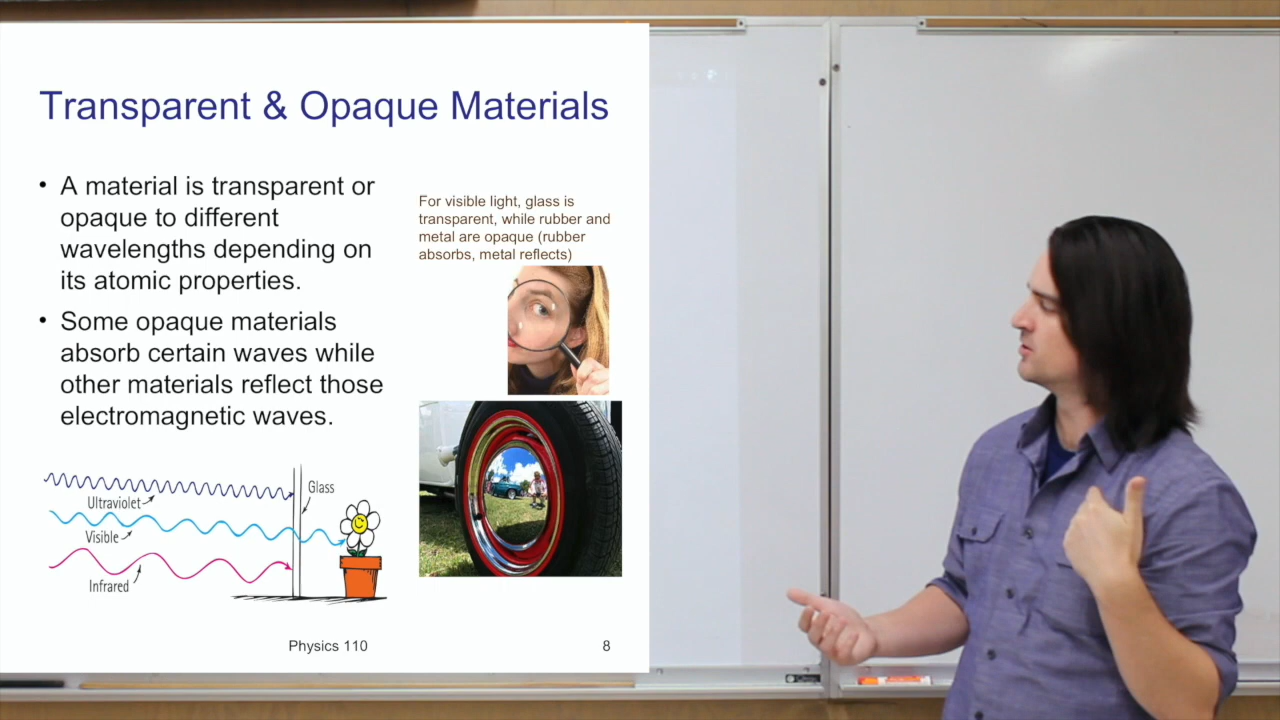 Transparent & Opaque Materials
• A material is transparent or
opaque to different
wavelengths depending on
its atomic properties.
• Some opaque materials
absorb certain waves while
other materials reflect those
electromagnetic waves.
For visible light, glass is
transparent, while rubber and
metal are opaque (rubber
absorbs, metal reflects)
Ultraviolet
Glass
Visible
Infrared
Physics 110
8